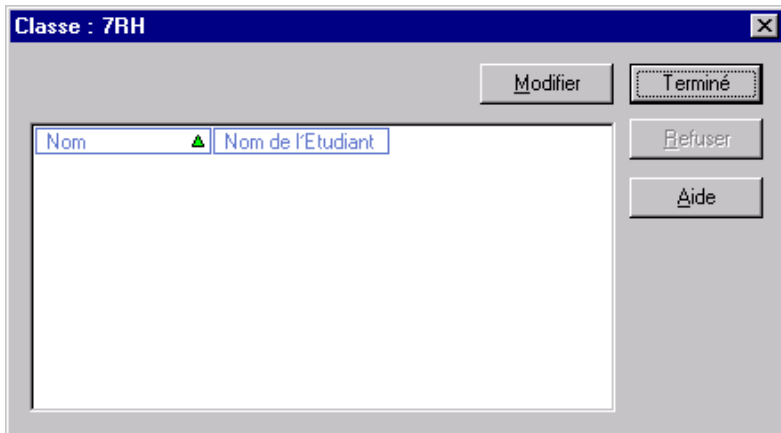 Classe : 7RH
Modifier
Terminé
Nom
Nom de l'Etudiant
Refuser
Aide